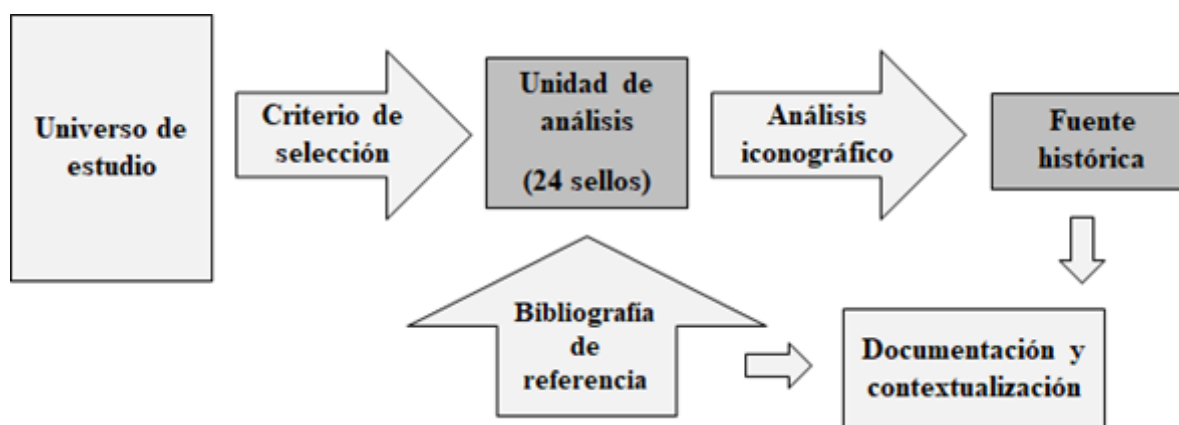 Universo de
estudio
Criterio de
selección
Unidad de
análisis
(24 sellos)
Análisis
iconográfico
Fuente
histórica
Bibliografía
de
referencia
Documentación y
contextualización